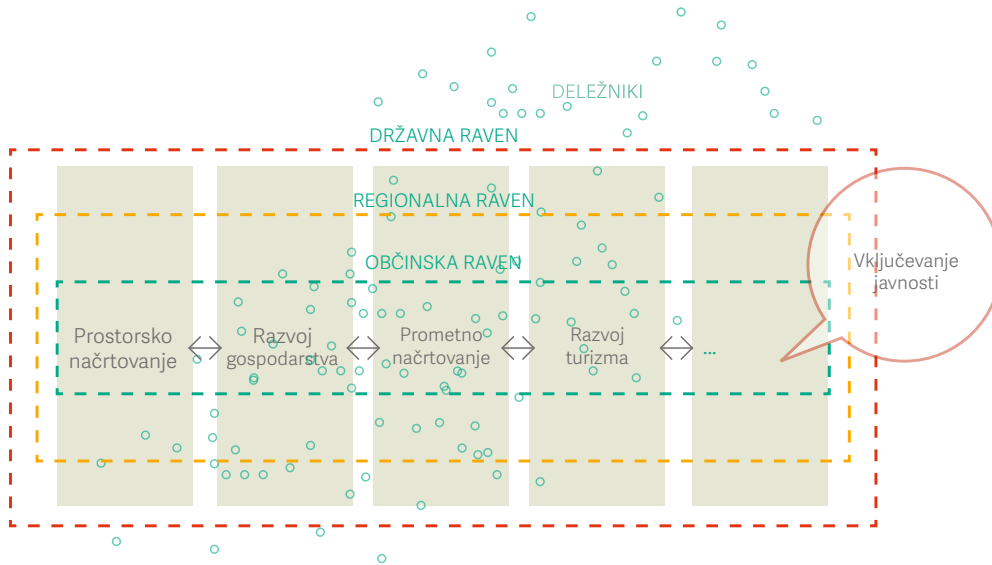 DELEŽNIKI
DRŽAVNA RAVEN
REGIONALNA RAVEN
OBČINSKA RAVEN
Vključevanje
javnosti
Prostorsko
načrtovanje
Razvoj
gospodarstva
Prometno
načrtovanje
Razvoj
turizma
...